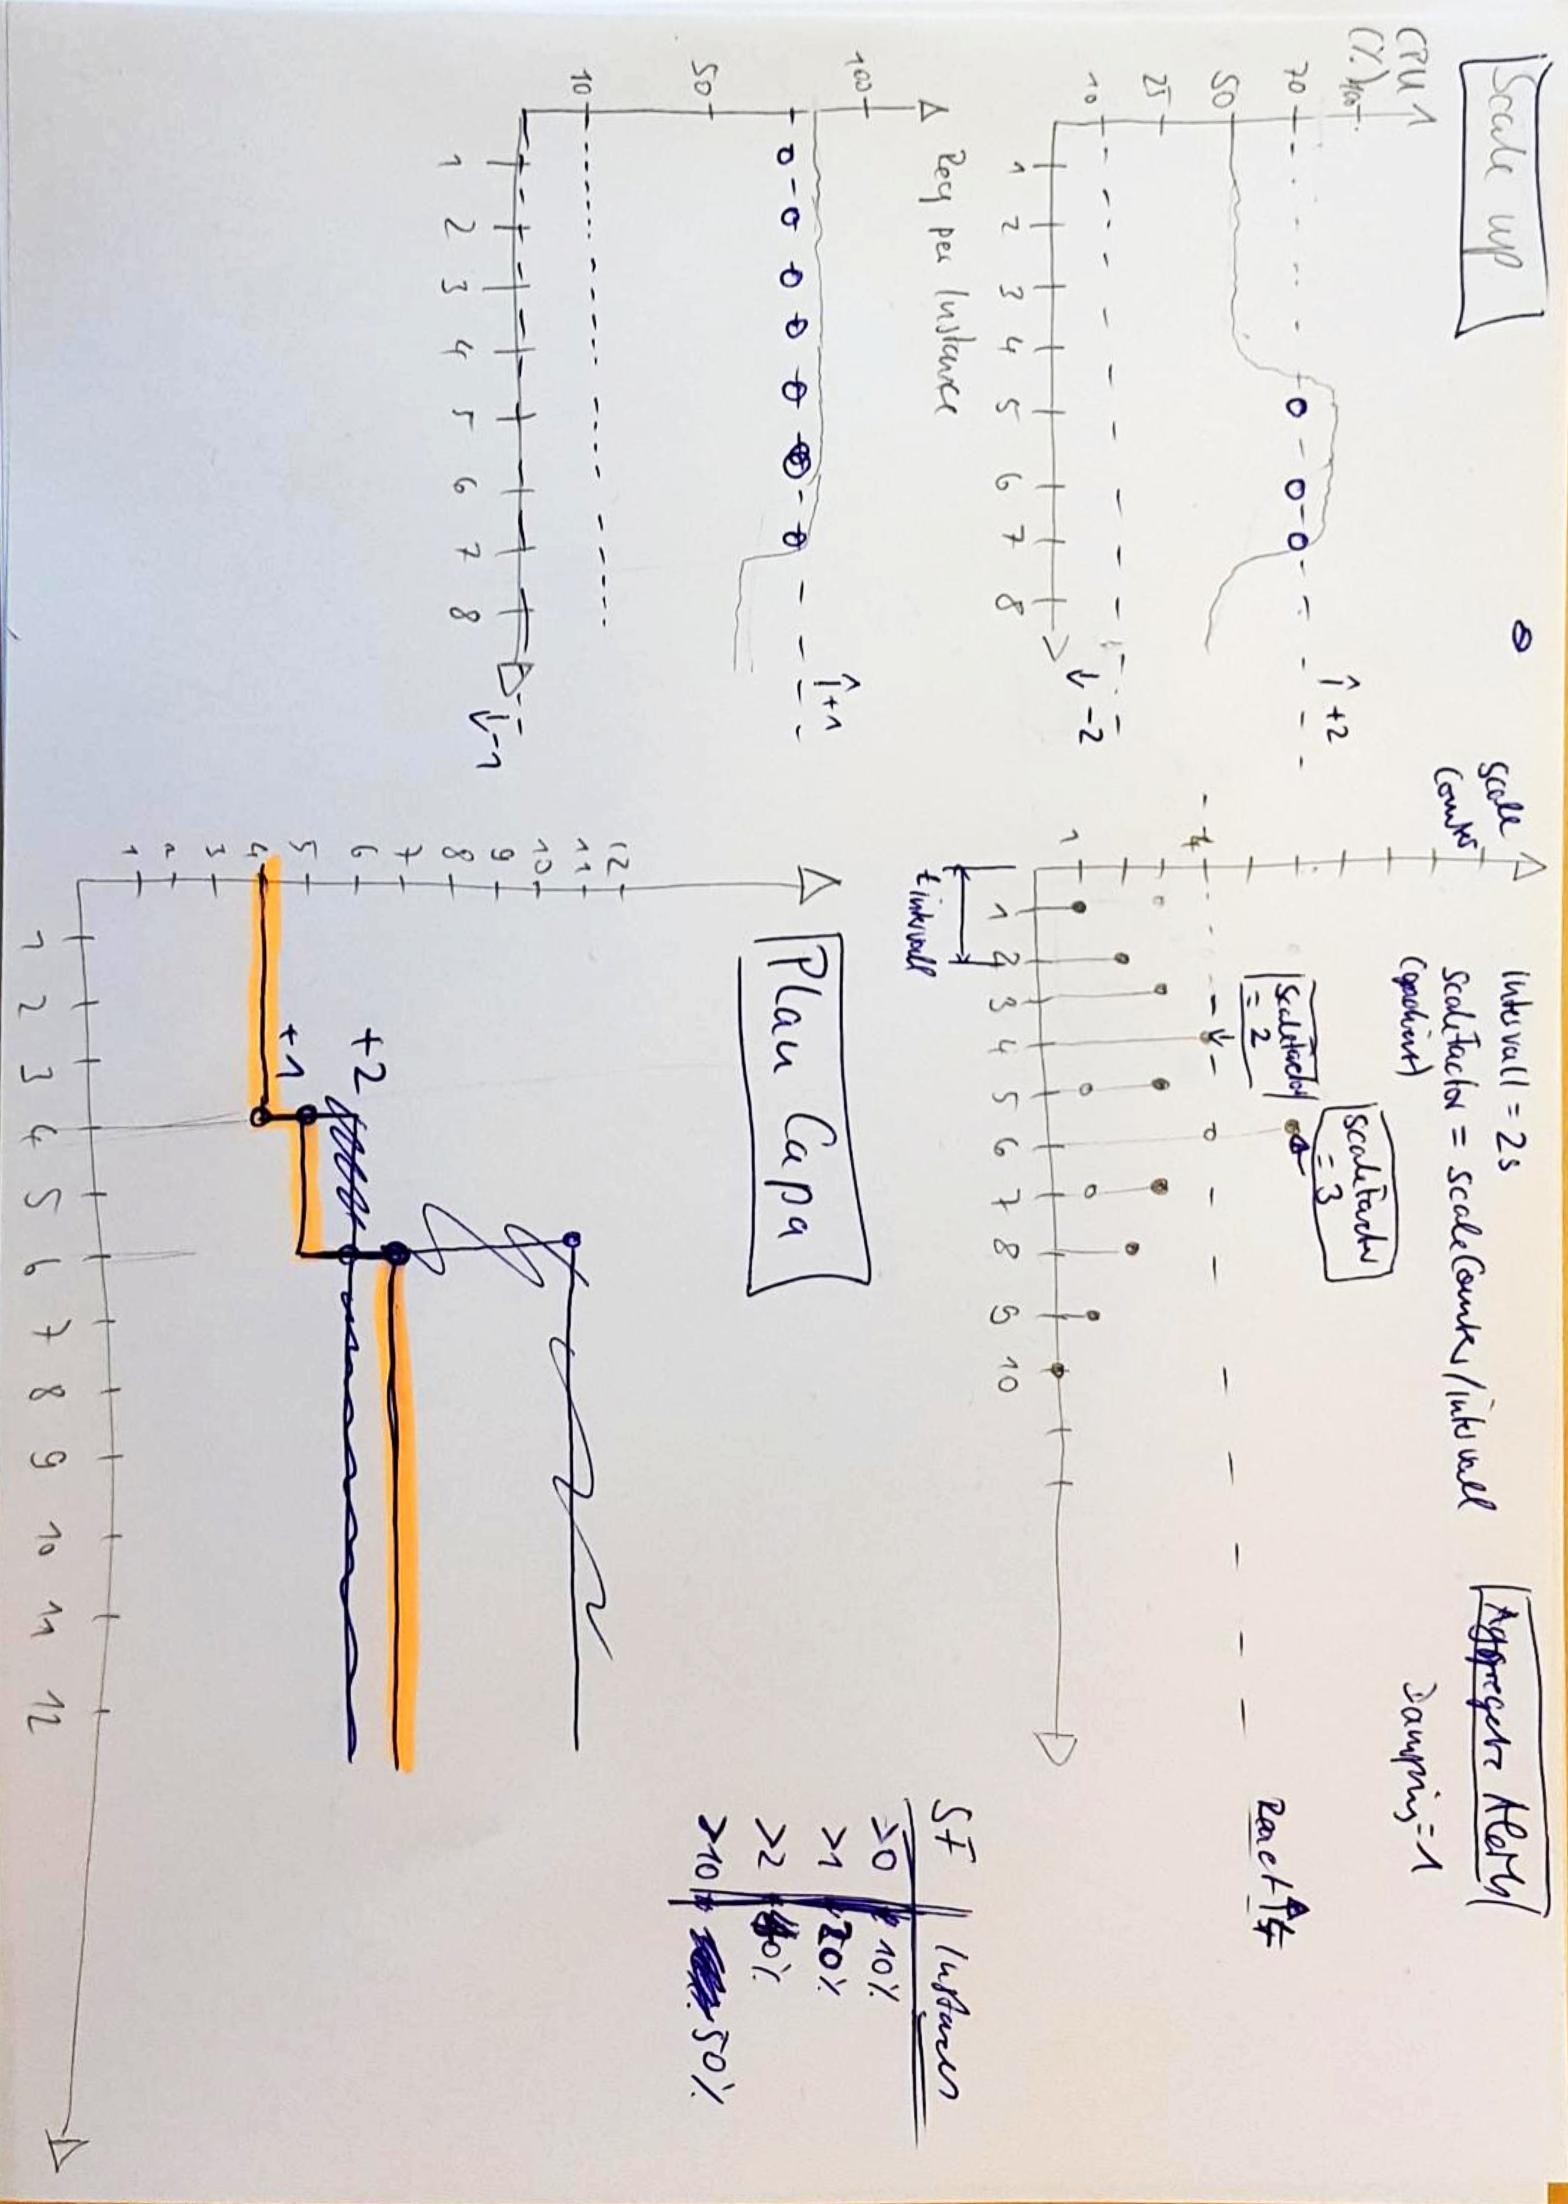 Scale up
CPU
(%)
100
70
50
25
10
+2
-2
1 2 3 4 5 6 7 8
Req per Instance
100
50
10
+1
-1
1 2 3 4 5 6 7 8
Scale
Counter
Intervall = 2s
ScaleFactor = scaleCounter/intervall
(gradient)
Aggregate Alerts
Damping=1
ScaleFactor
= 3
ScaleFactor
= 2
React
4
1
1 2 3 4 5 6 7 8 9 10
t intervall
SF Instances
>0 10%
>1 20%
>2 40%
>10 50%
Plan Capa
12
11
10
9
8
7
6
5
4
3
2
1
+2
+1
1 2 3 4 5 6 7 8 9 10 11 12